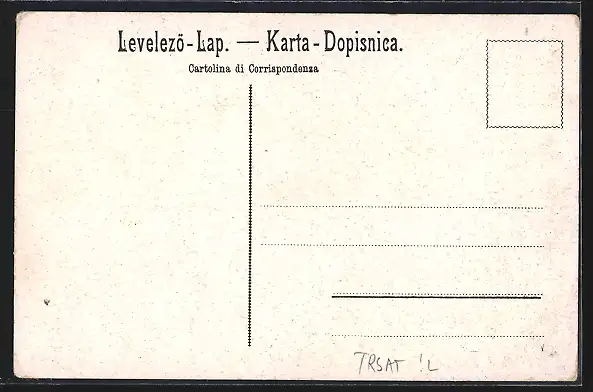 Levelező-Lap. — Karta-Dopisnica.
Cartolina di Corrispondenza
TRSAT